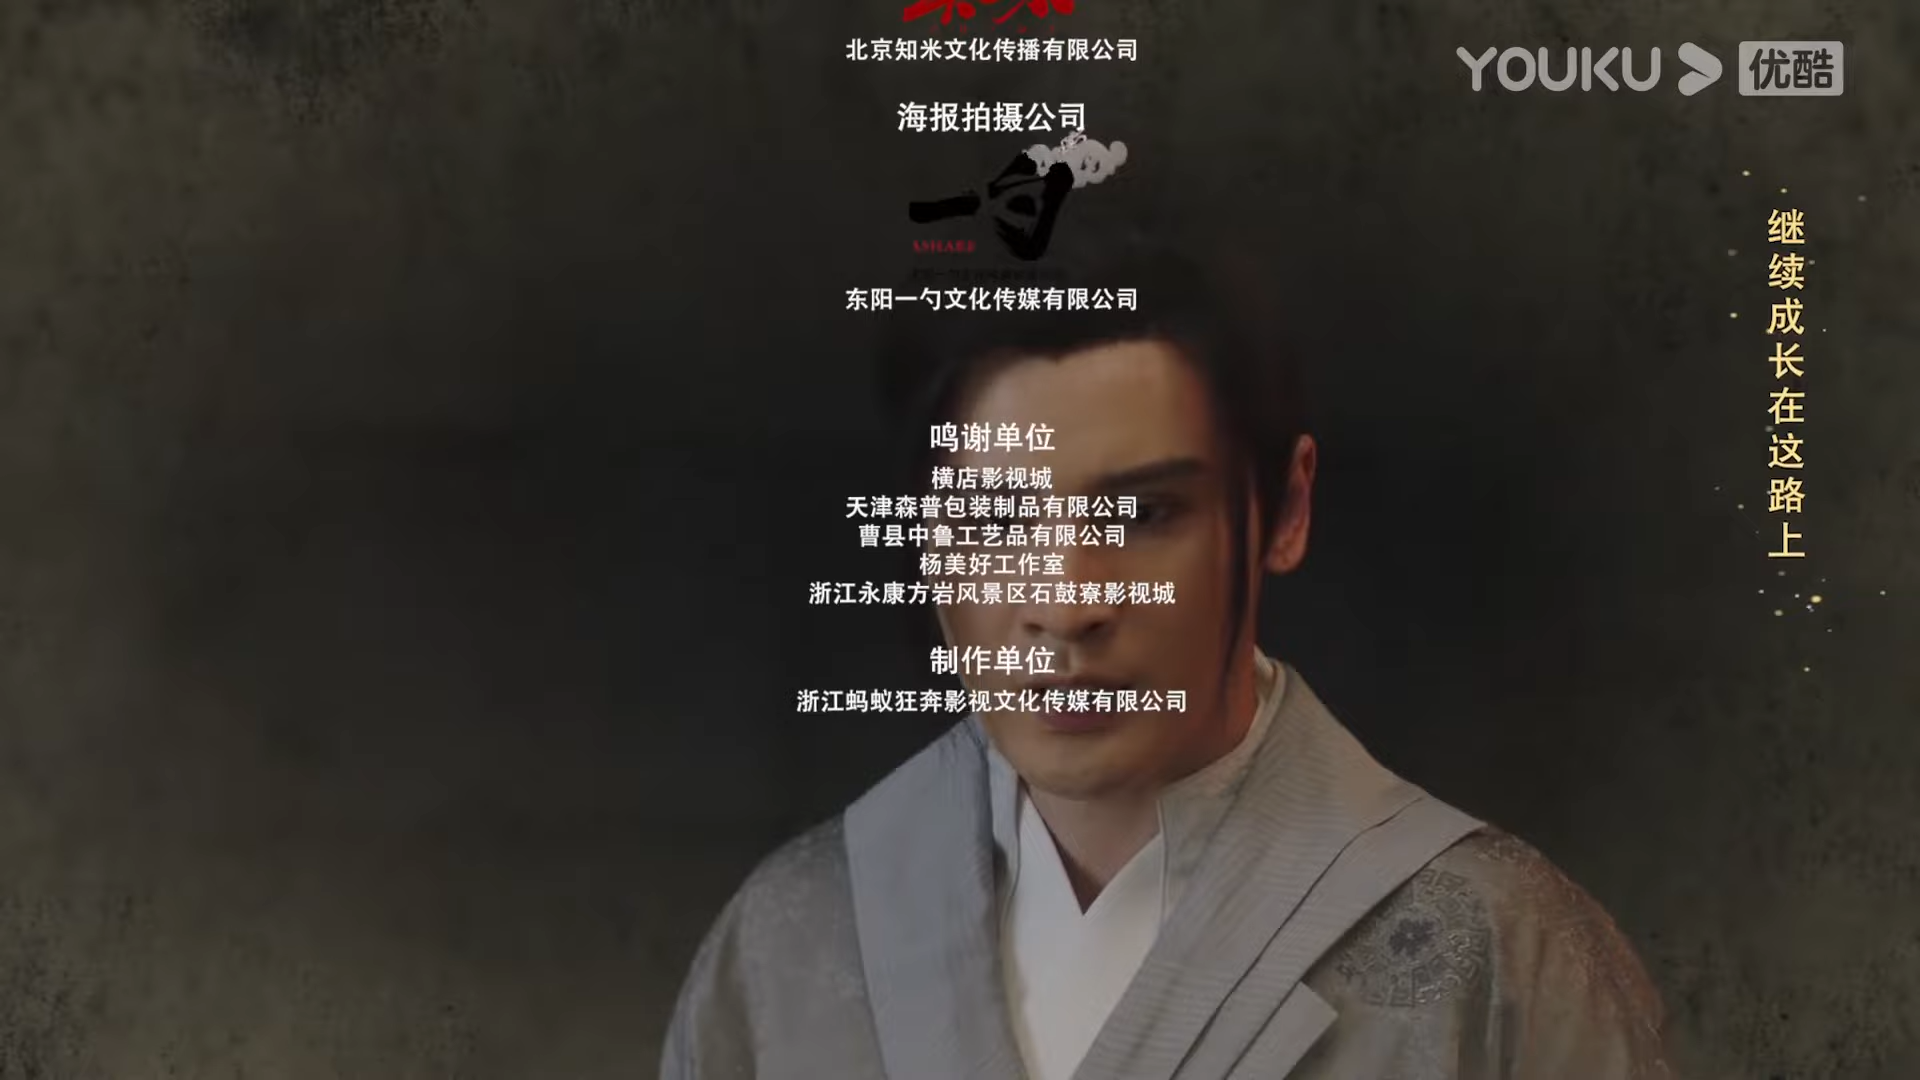 北京知米文化传播有限公司
YOUKU 优酷
海报拍摄公司
一勺
东阳一勺文化传媒有限公司
鸣谢单位
横店影视城
天津森普包装制品有限公司
曹县中鲁工艺品有限公司
杨美好工作室
浙江永康方岩风景区石鼓寮影视城
制作单位
浙江蚂蚁狂奔影视文化传媒有限公司
继续成长在这路上